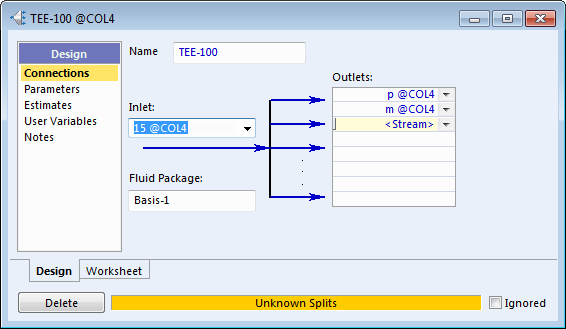 TEE-100 @COL4
Design
Connections
Parameters
Estimates
User Variables
Notes
Name
TEE-100
Inlet:
15 @COL4
Fluid Package:
Basis-1
Outlets:
p @COL4
m @COL4
<Stream>
Design
Worksheet
Delete
Unknown Splits
Ignored